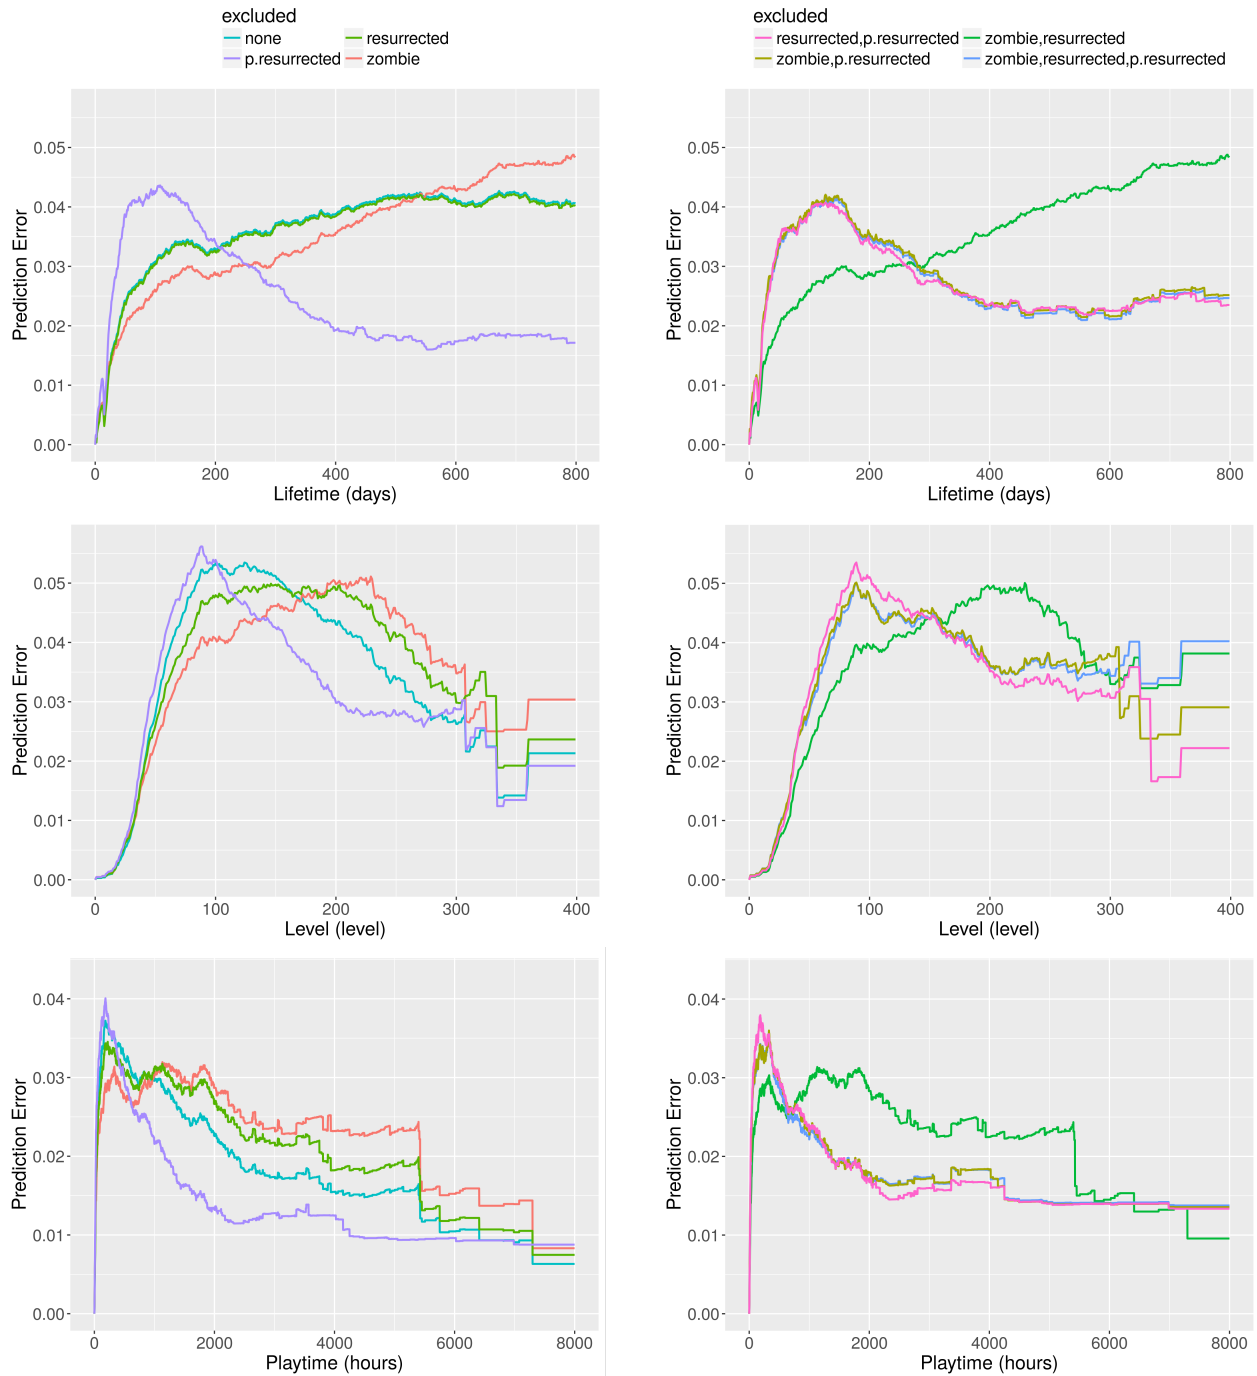 excluded
none resurrected
p.resurrected zombie
excluded
resurrected,p.resurrected zombie,resurrected
zombie,p.resurrected zombie,resurrected,p.resurrected
Prediction Error
0.05
0.04
0.03
0.02
0.01
0.00
0 200 400 600 800
Lifetime (days)
Prediction Error
0.05
0.04
0.03
0.02
0.01
0.00
0 200 400 600 800
Lifetime (days)
Prediction Error
0.05
0.04
0.03
0.02
0.01
0.00
0 100 200 300 400
Level (level)
Prediction Error
0.05
0.04
0.03
0.02
0.01
0.00
0 100 200 300 400
Level (level)
Prediction Error
0.04
0.03
0.02
0.01
0.00
0 2000 4000 6000 8000
Playtime (hours)
Prediction Error
0.04
0.03
0.02
0.01
0.00
0 2000 4000 6000 8000
Playtime (hours)